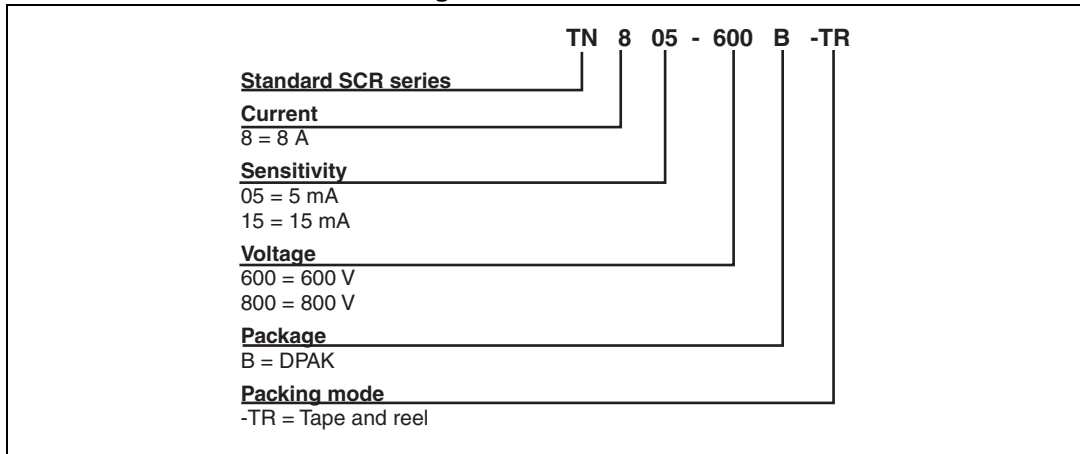 TN 8 05 - 600 B -TR
Standard SCR series
Current
8 = 8 A
Sensitivity
05 = 5 mA
15 = 15 mA
Voltage
600 = 600 V
800 = 800 V
Package
B = DPAK
Packing mode
-TR = Tape and reel